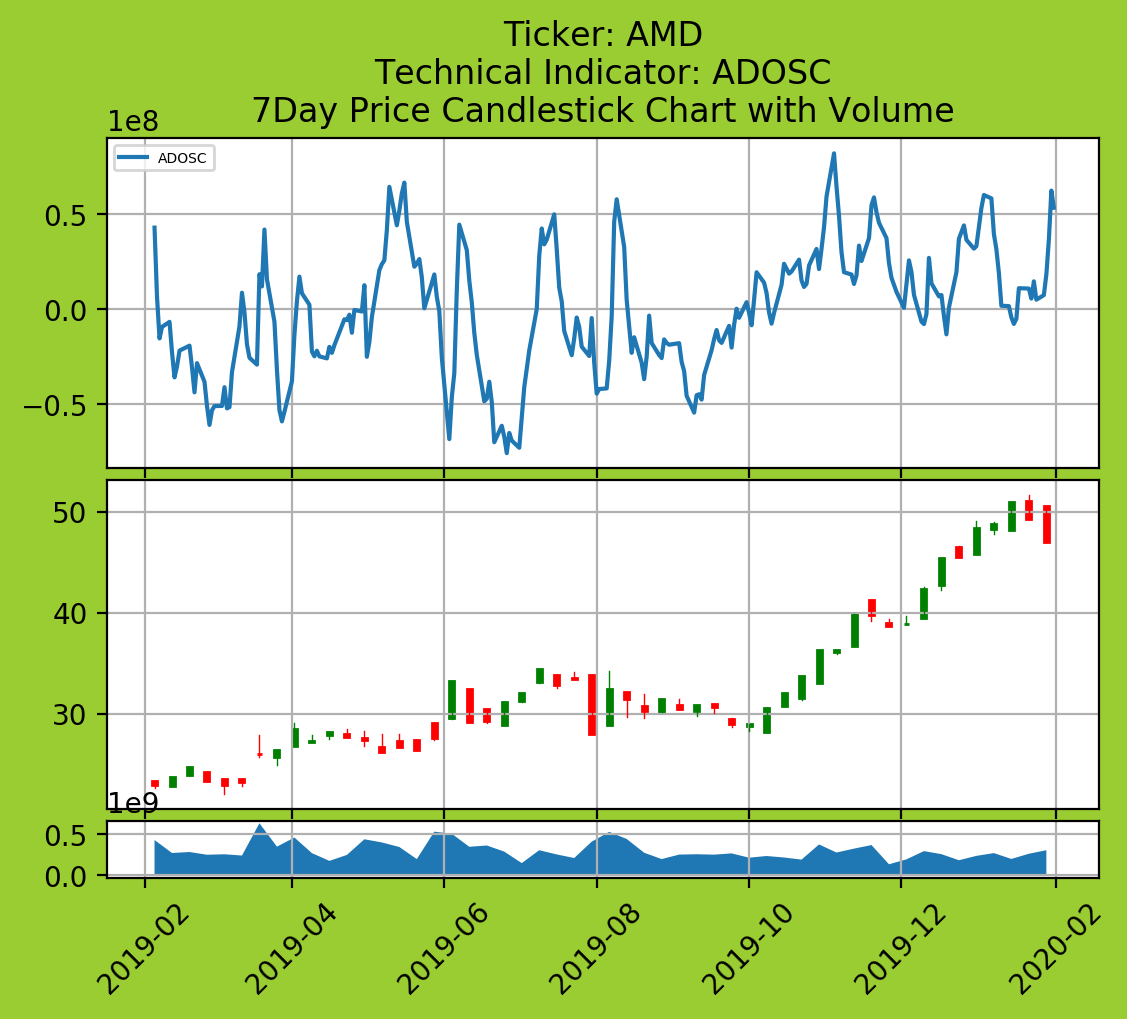 Ticker: AMD
Technical Indicator: ADOSC
7Day Price Candlestick Chart with Volume
1e8
ADOSC
0.5
0.0
−0.5
50
40
30
1e9
0.5
0.0
2019-02
2019-04
2019-06
2019-08
2019-10
2019-12
2020-02